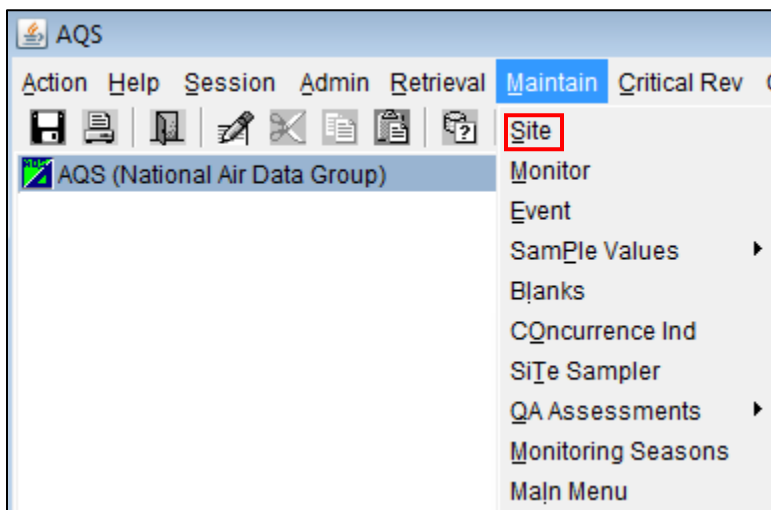 AQS
Action Help Session Admin Retrieval Maintain Critical Rev
AQS (National Air Data Group)
Site
Monitor
Event
SamPle Values
Blanks
COncurrence Ind
SiTe Sampler
QA Assessments
Monitoring Seasons
MaIn Menu